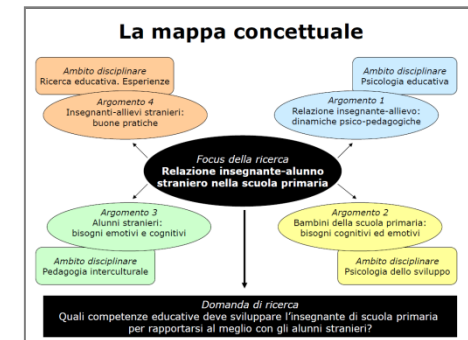 La mappa concettuale
Ambito disciplinare
Ricerca educativa. Esperienze
Argomento 4
Insegnanti-allievi stranieri:
buone pratiche
Ambito disciplinare
Psicologia educativa
Argomento 1
Relazione insegnante-allievo:
dinamiche psico-pedagogiche
Focus della ricerca
Relazione insegnante-alunno
straniero nella scuola primaria
Argomento 3
Alunni stranieri:
bisogni emotivi e cognitivi
Ambito disciplinare
Pedagogia interculturale
Argomento 2
Bambini della scuola primaria:
bisogni cognitivi ed emotivi
Ambito disciplinare
Psicologia dello sviluppo
Domanda di ricerca
Quali competenze educative deve sviluppare l'insegnante di scuola primaria
per rapportarsi al meglio con gli alunni stranieri?